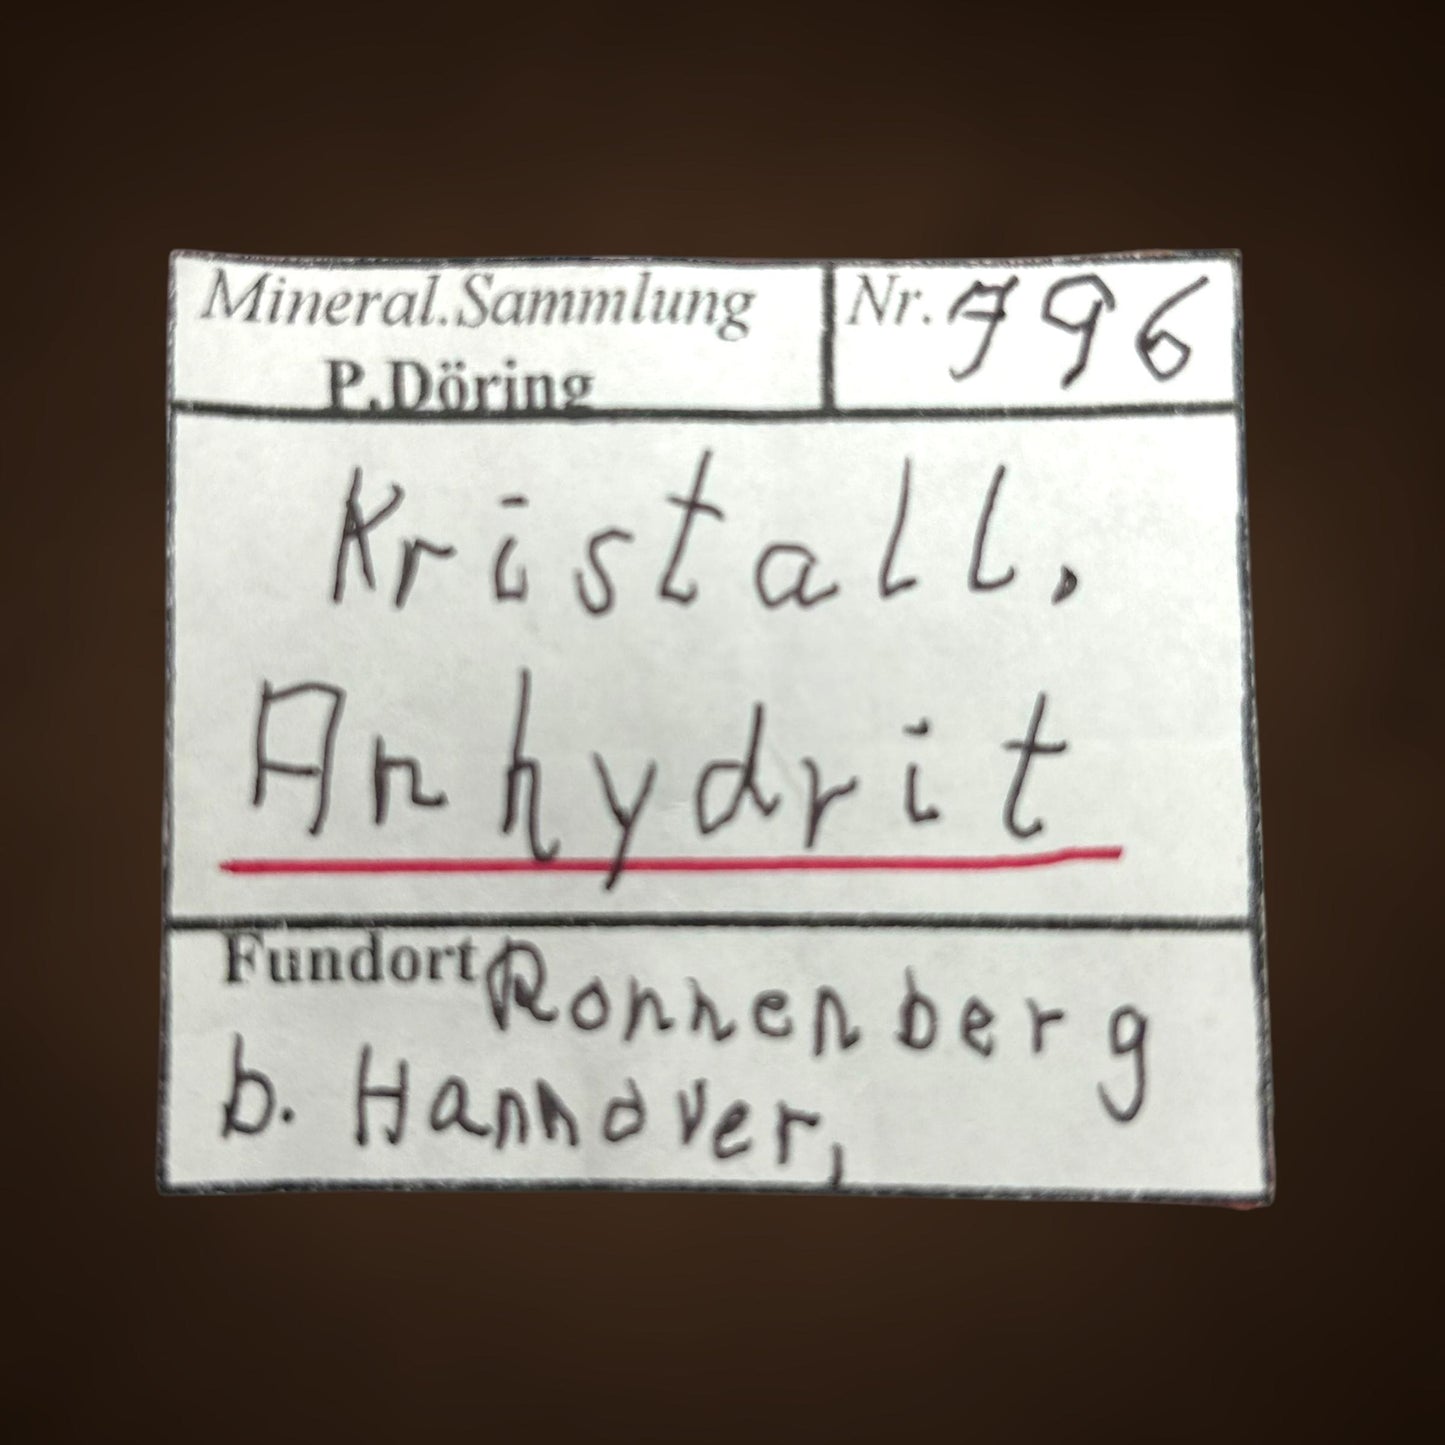 Mineral.Sammlung
P.Döring
Nr. 796
Kristall.
Anhydrit
Fundort Ronnenberg
b. Hannover,